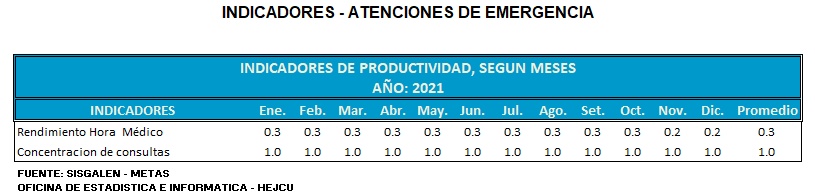 INDICADORES - ATENCIONES DE EMERGENCIA
INDICADORES DE PRODUCTIVIDAD, SEGUN MESES
AÑO: 2021
INDICADORES Ene. Feb. Mar. Abr. May. Jun. Jul. Ago. Set. Oct. Nov. Dic. Promedio
Rendimiento Hora Médico 0.3 0.3 0.3 0.3 0.3 0.3 0.3 0.3 0.3 0.3 0.2 0.2 0.3
Concentracion de consultas 1.0 1.0 1.0 1.0 1.0 1.0 1.0 1.0 1.0 1.0 1.0 1.0 1.0
FUENTE: SISGALEN - METAS
OFICINA DE ESTADISTICA E INFORMATICA - HEJCU